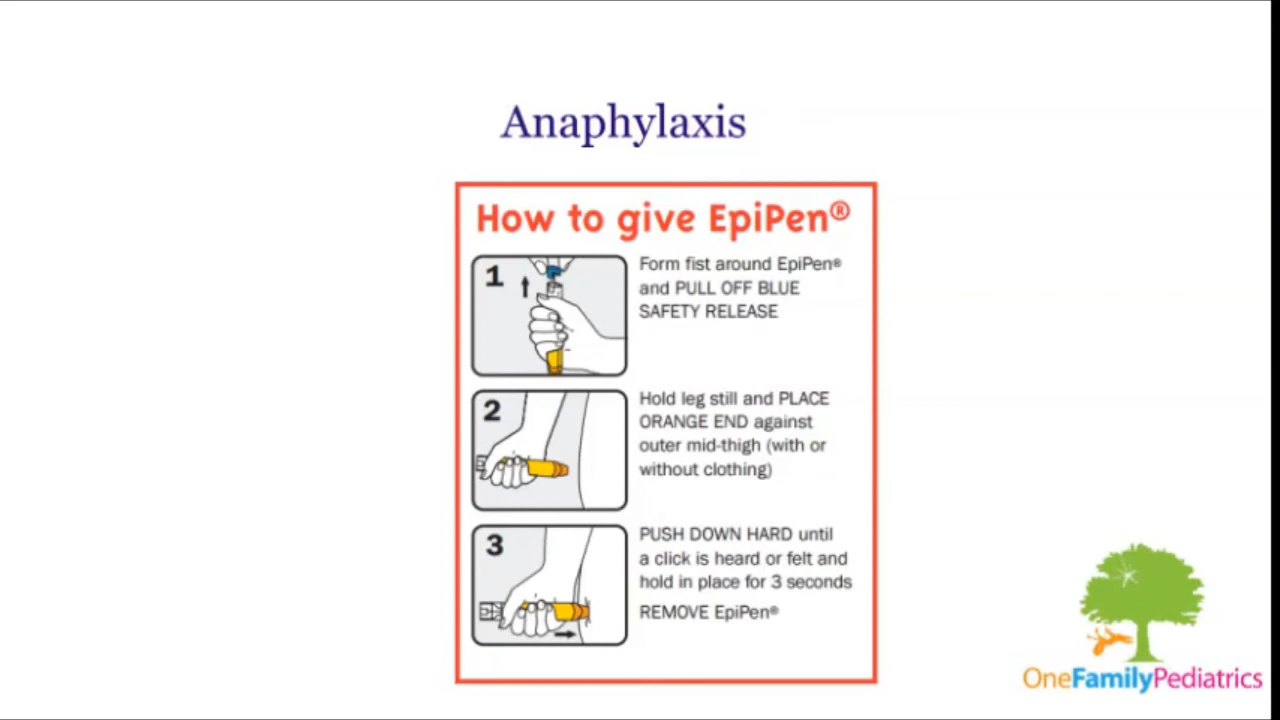 Anaphylaxis
How to give EpiPen®
1
Form fist around EpiPen®
and PULL OFF BLUE
SAFETY RELEASE
2
Hold leg still and PLACE
ORANGE END against
outer mid-thigh (with or
without clothing)
3
PUSH DOWN HARD until
a click is heard or felt and
hold in place for 3 seconds
REMOVE EpiPen®
OneFamilyPediatrics